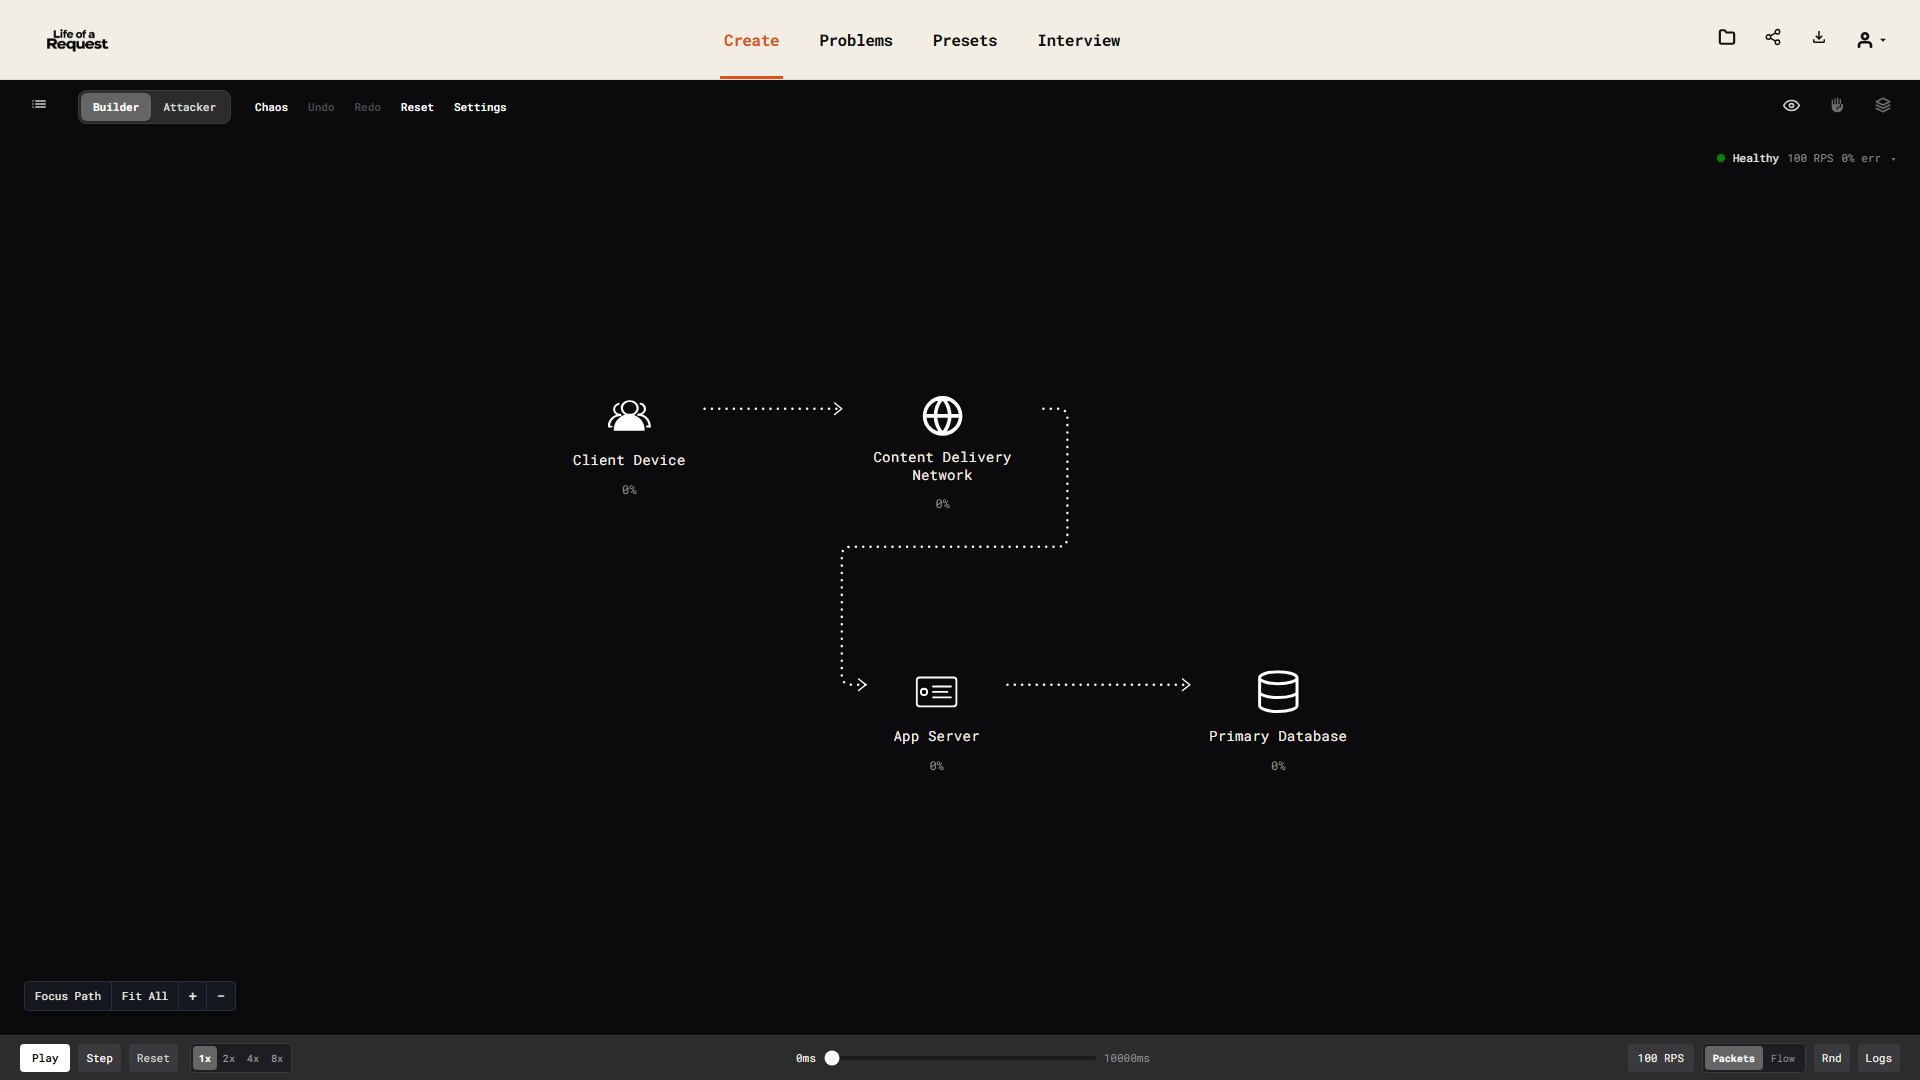 Life of a
Request
Create
Problems
Presets
Interview
Builder
Attacker
Chaos
Undo
Redo
Reset
Settings
Healthy 100 RPS 0% err
Client Device
0%
Content Delivery
Network
0%
App Server
0%
Primary Database
0%
Focus Path
Fit All
+
−
Play
Step
Reset
1x
2x
4x
8x
0ms
10000ms
100 RPS
Packets
Flow
Rnd
Logs